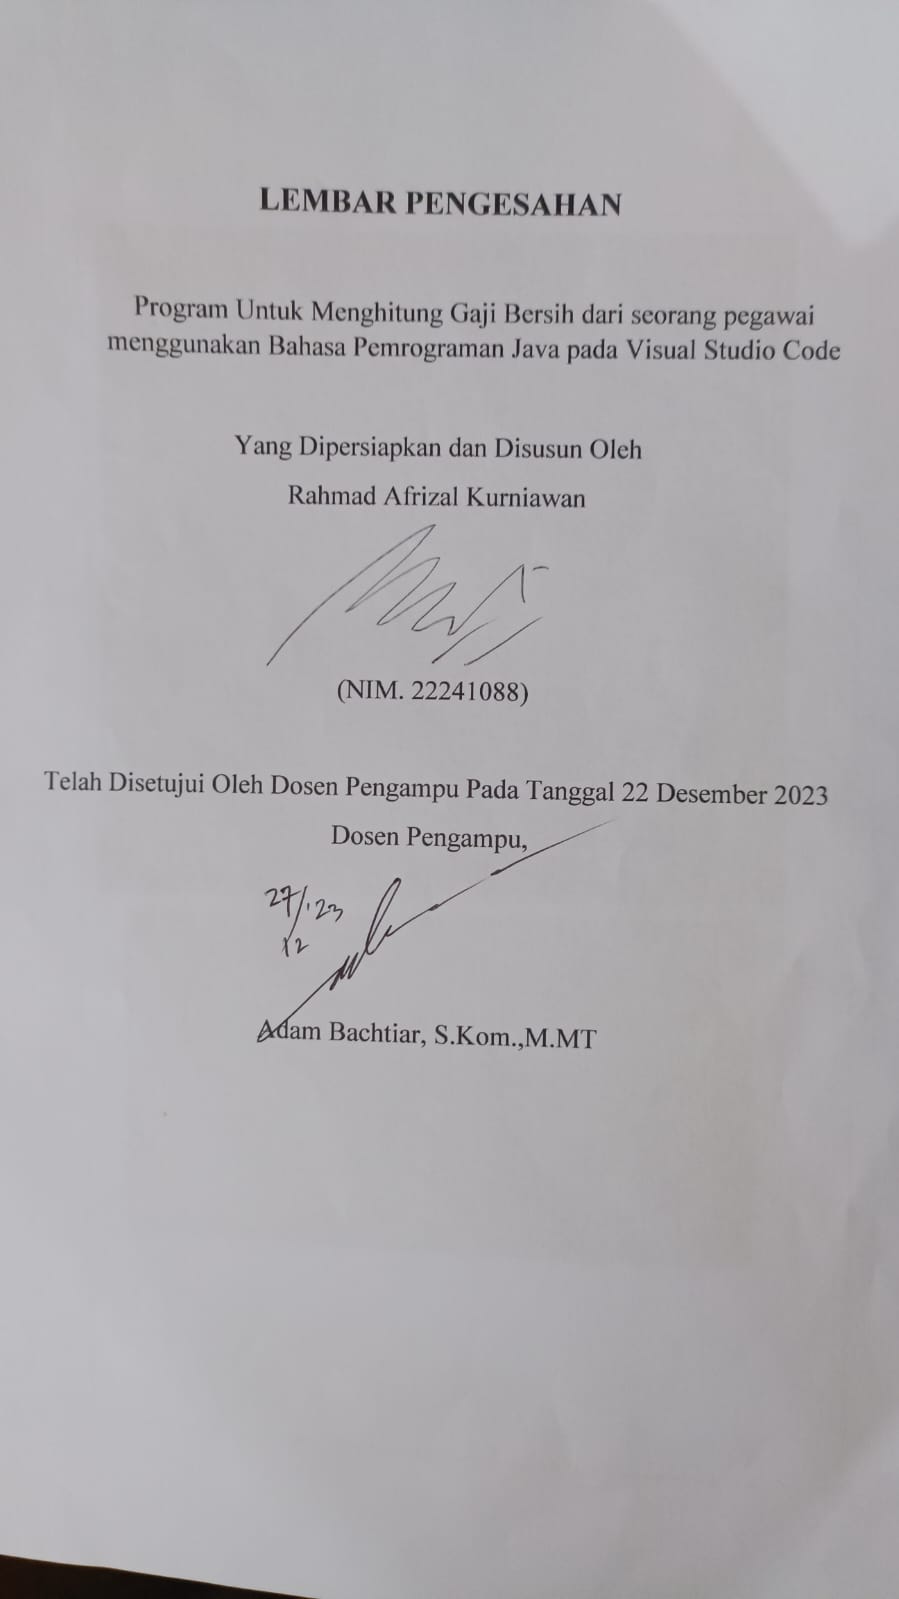 LEMBAR PENGESAHAN
Program Untuk Menghitung Gaji Bersih dari seorang pegawai
menggunakan Bahasa Pemrograman Java pada Visual Studio Code
Yang Dipersiapkan dan Disusun Oleh
Rahmad Afrizal Kurniawan
(NIM. 22241088)
Telah Disetujui Oleh Dosen Pengampu Pada Tanggal 22 Desember 2023
Dosen Pengampu,
27/12 '23
Adam Bachtiar, S.Kom.,M.MT